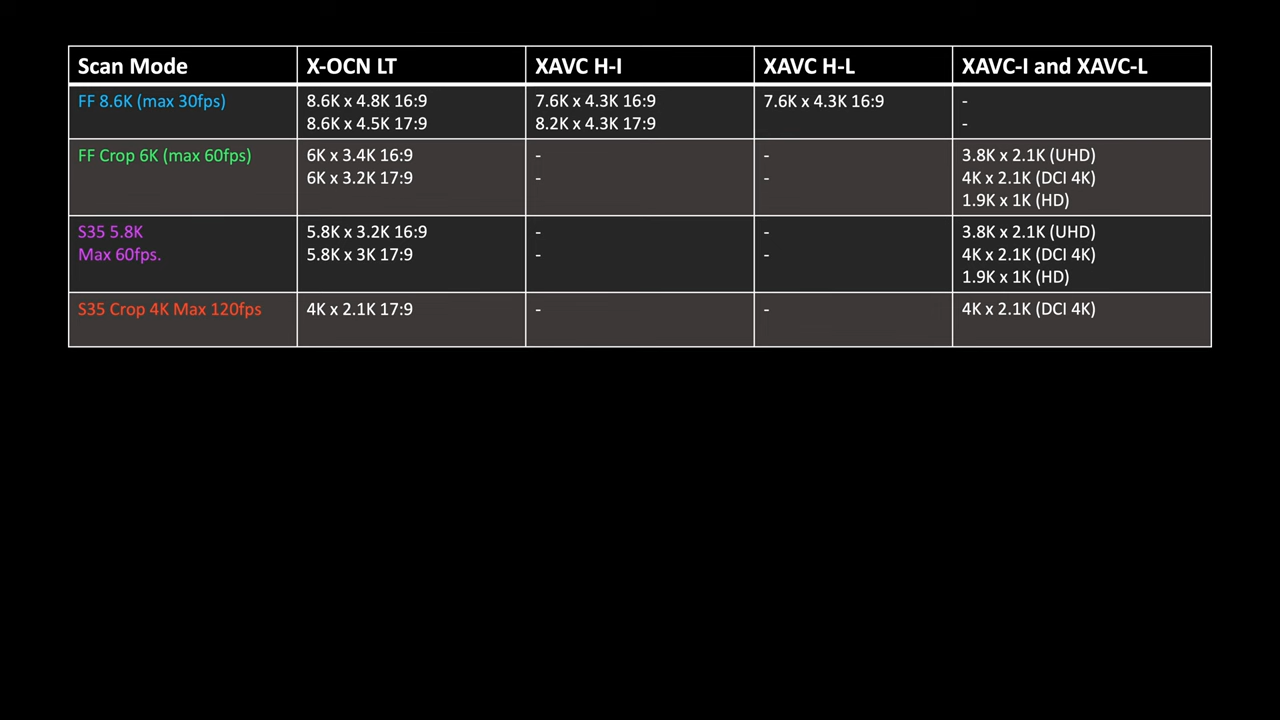 Scan Mode X-OCN LT XAVC H-I XAVC H-L XAVC-I and XAVC-L
FF 8.6K (max 30fps) 8.6K x 4.8K 16:9 7.6K x 4.3K 16:9 7.6K x 4.3K 16:9 -
8.6K x 4.5K 17:9 8.2K x 4.3K 17:9 -
FF Crop 6K (max 60fps) 6K x 3.4K 16:9 - - 3.8K x 2.1K (UHD)
6K x 3.2K 17:9 - - 4K x 2.1K (DCI 4K)
1.9K x 1K (HD)
S35 5.8K 5.8K x 3.2K 16:9 - - 3.8K x 2.1K (UHD)
Max 60fps. 5.8K x 3K 17:9 - - 4K x 2.1K (DCI 4K)
1.9K x 1K (HD)
S35 Crop 4K Max 120fps 4K x 2.1K 17:9 - - 4K x 2.1K (DCI 4K)